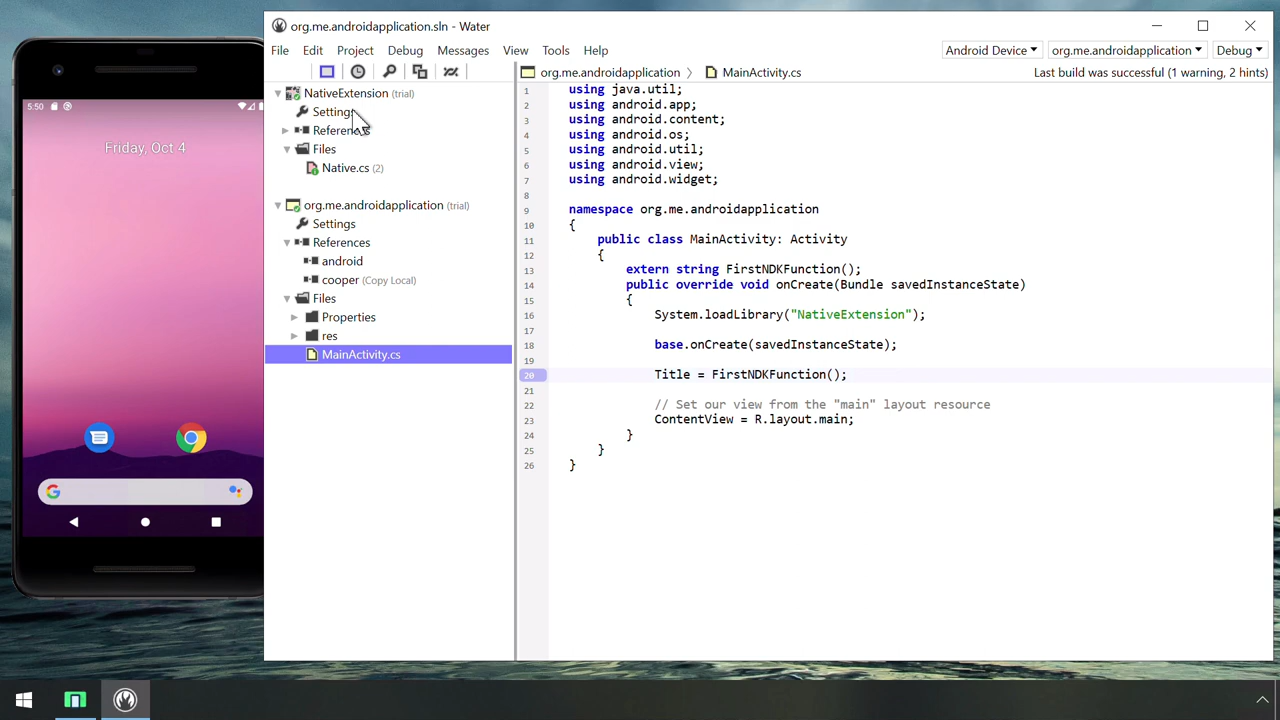 org.me.androidapplication.sln - Water
File Edit Project Debug Messages View Tools Help
Android Device org.me.androidapplication Debug
org.me.androidapplication MainActivity.cs Last build was successful (1 warning, 2 hints)
5:50
Friday, Oct 4
NativeExtension (trial)
Settings
References
Files
Native.cs (2)
org.me.androidapplication (trial)
Settings
References
android
cooper (Copy Local)
Files
Properties
res
MainActivity.cs
1 using java.util;
2 using android.app;
3 using android.content;
4 using android.os;
5 using android.util;
6 using android.view;
7 using android.widget;
8
9 namespace org.me.androidapplication
10 {
11 public class MainActivity: Activity
12 {
13 extern string FirstNDKFunction();
14 public override void onCreate(Bundle savedInstanceState)
15 {
16 System.loadLibrary("NativeExtension");
17
18 base.onCreate(savedInstanceState);
19
20 Title = FirstNDKFunction();
21
22 // Set our view from the "main" layout resource
23 ContentView = R.layout.main;
24 }
25 }
26 }